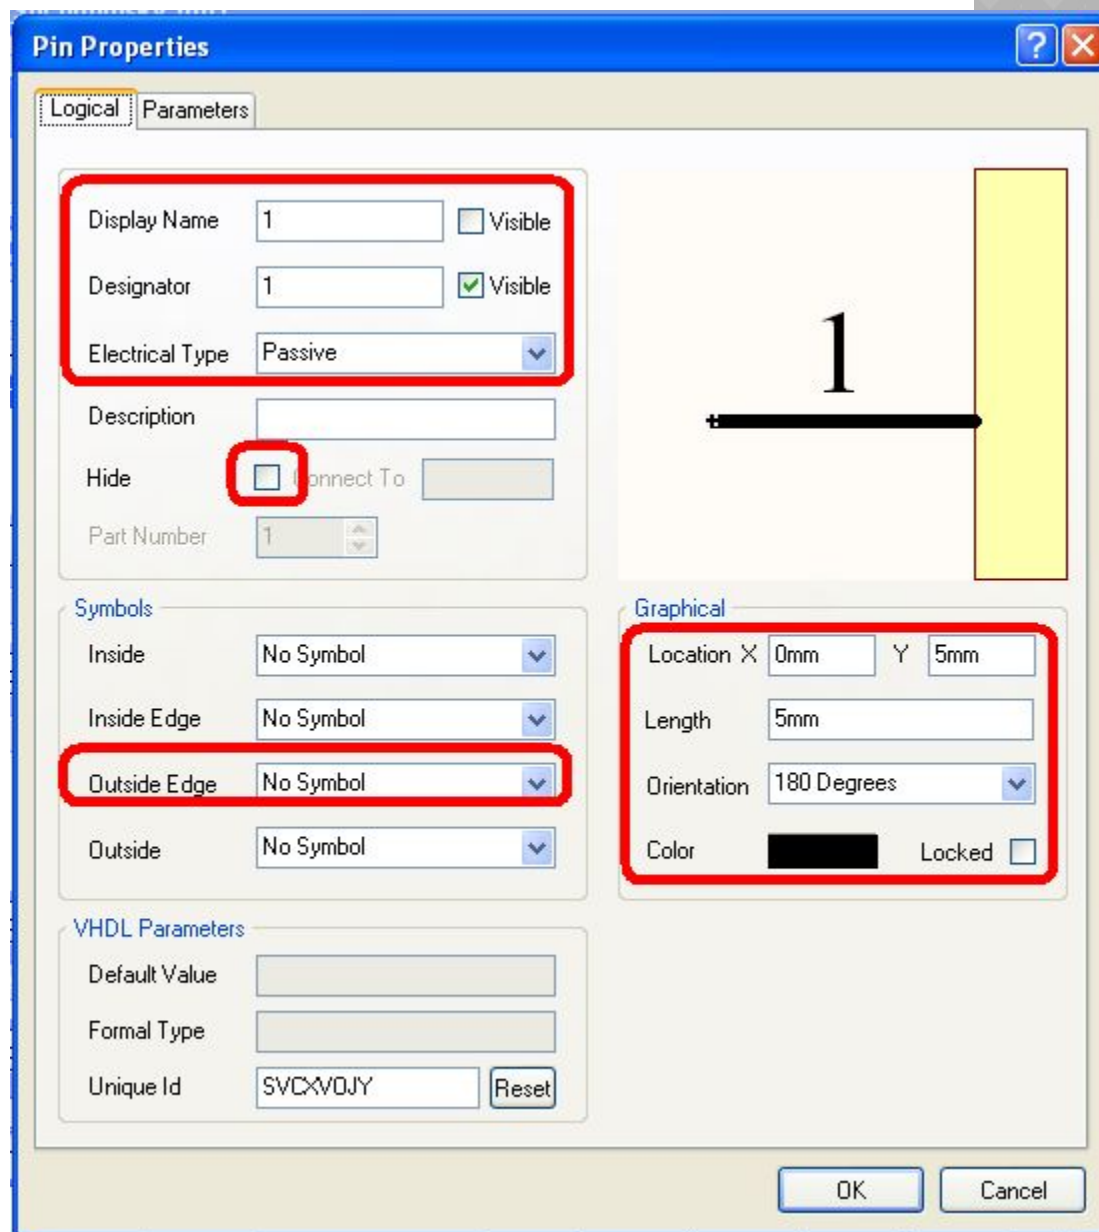 Pin Properties
Logical Parameters
Display Name 1 Visible
Designator 1 Visible
Electrical Type Passive
Description
Hide Connect To
Part Number 1
1
Symbols
Inside No Symbol
Inside Edge No Symbol
Outside Edge No Symbol
Outside No Symbol
Graphical
Location X 0mm Y 5mm
Length 5mm
Orientation 180 Degrees
Color Locked
VHDL Parameters
Default Value
Formal Type
Unique Id SVCXVOJY Reset
OK Cancel